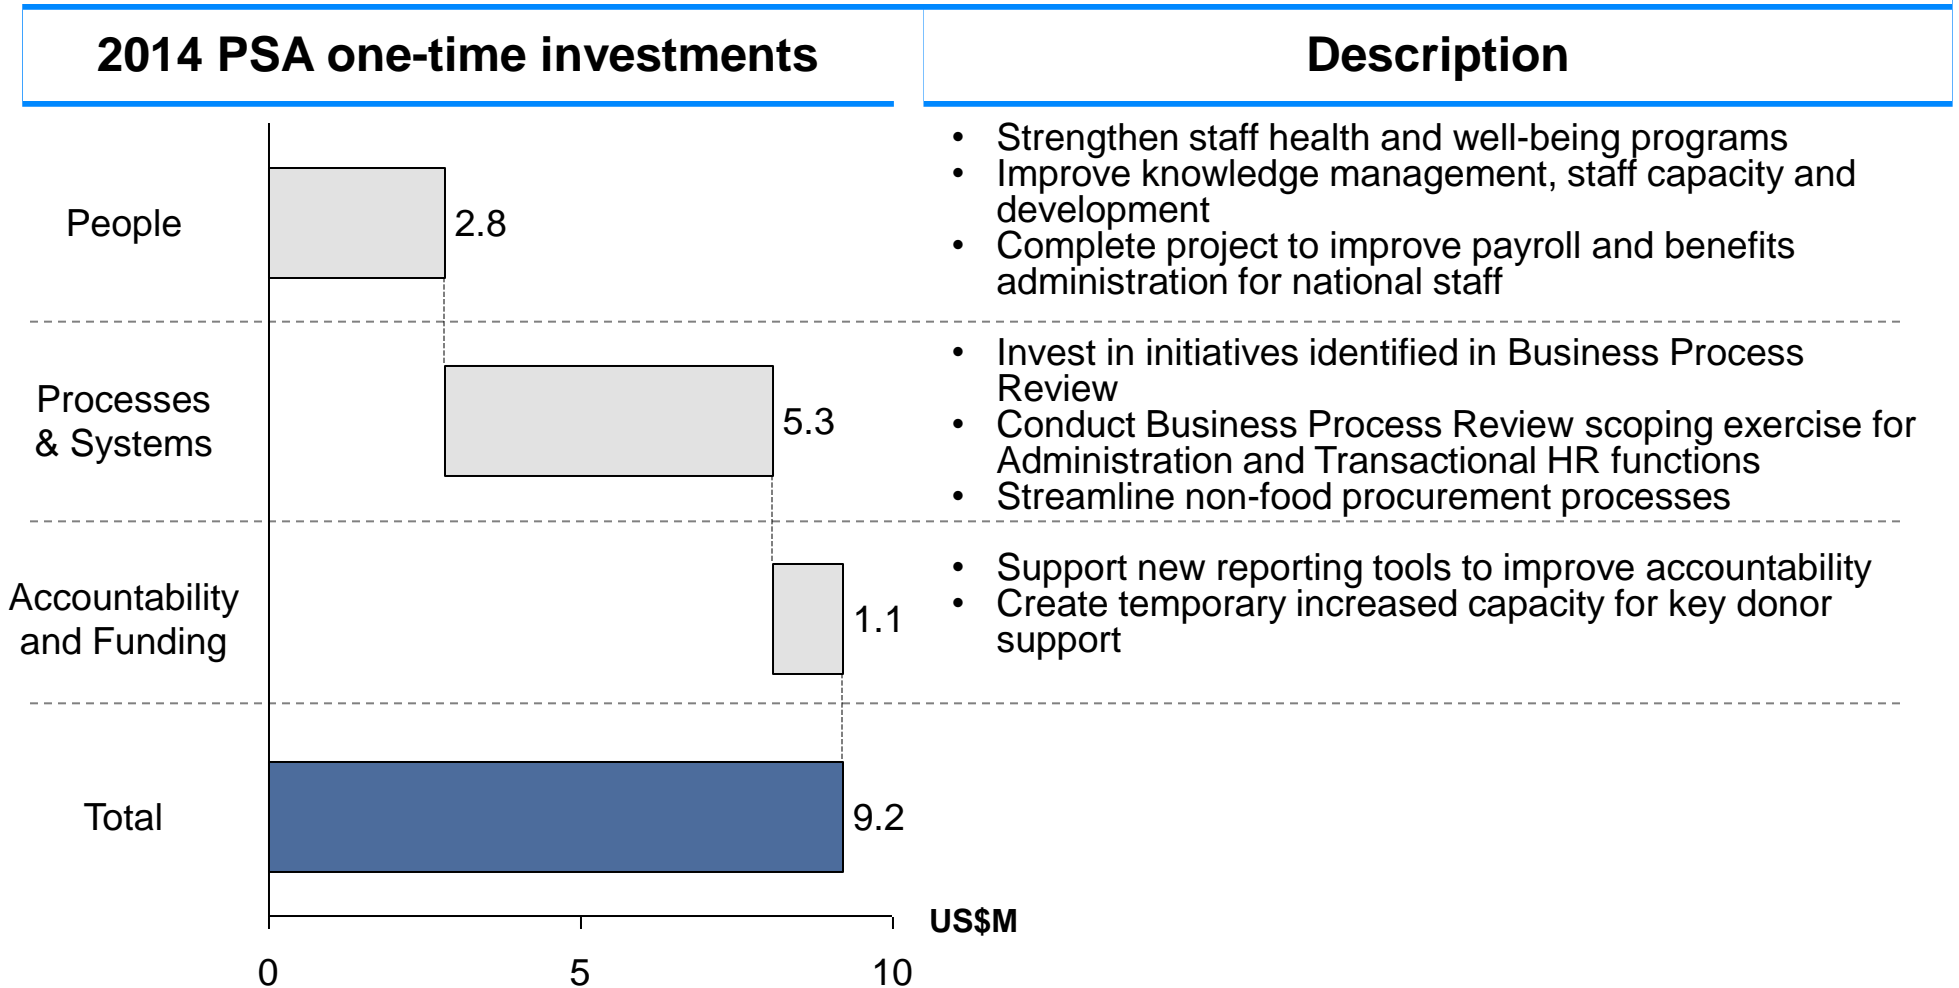 2014 PSA one-time investments
Description
People
2.8
• Strengthen staff health and well-being programs
• Improve knowledge management, staff capacity and
development
• Complete project to improve payroll and benefits
administration for national staff
Processes
& Systems
5.3
• Invest in initiatives identified in Business Process
Review
• Conduct Business Process Review scoping exercise for
Administration and Transactional HR functions
• Streamline non-food procurement processes
Accountability
and Funding
1.1
• Support new reporting tools to improve accountability
• Create temporary increased capacity for key donor
support
Total
9.2
US$M
0
5
10